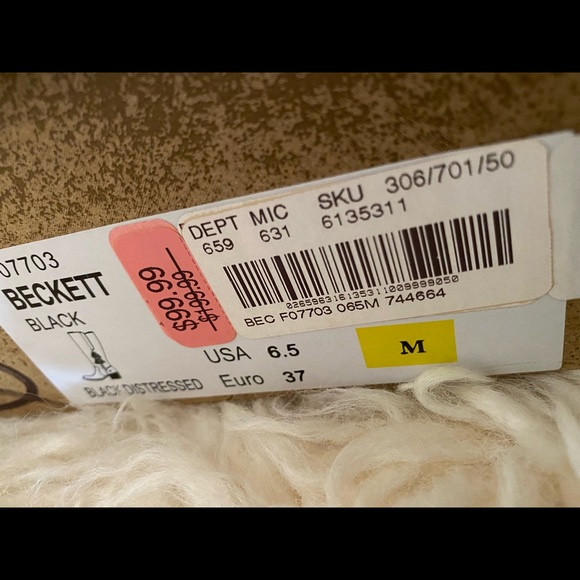 07703
BECKETT
BLACK
BLACK DISTRESSED
$99.99
DEPT MIC SKU 306/701/50
659 631 6135311
BEC F07703 065M 744664
USA 6.5
Euro 37
M